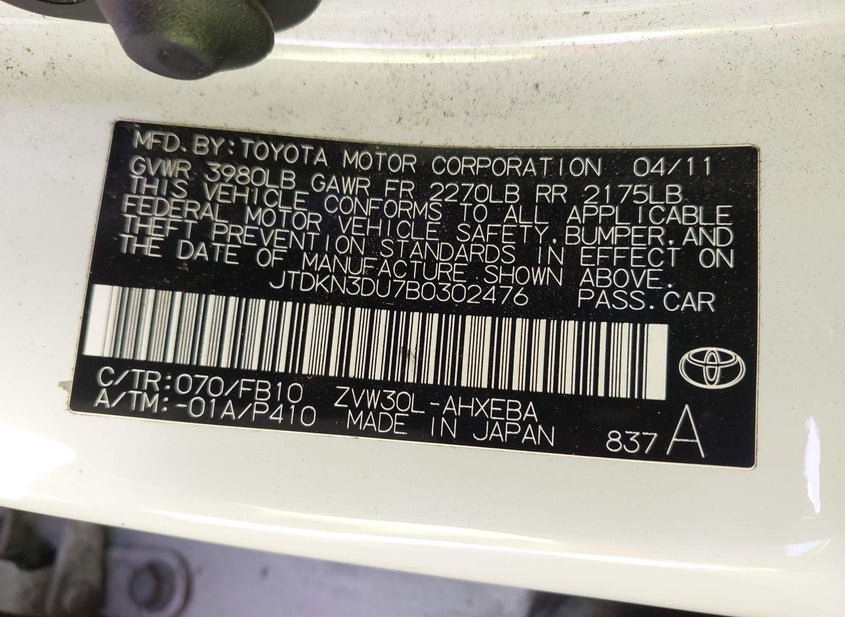 MFD.BY:TOYOTA MOTOR CORPORATION 04/11
GVWR 3980LB GAWR FR 2270LB RR 2175LB
THIS VEHICLE CONFORMS TO ALL APPLICABLE
FEDERAL MOTOR VEHICLE SAFETY,BUMPER,AND
THEFT PREVENTION STANDARDS IN EFFECT ON
THE DATE OF MANUFACTURE SHOWN ABOVE.
JTDKN3DU7B0302476 PASS.CAR
C/TR:070/FB10 ZVW30L-AHXEBA
A/TM:-01A/P410 MADE IN JAPAN 837 A